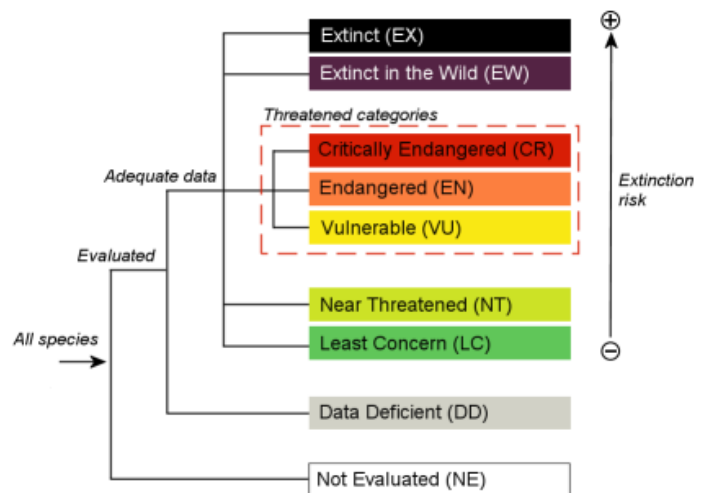 Extinct (EX)
Extinct in the Wild (EW)
Threatened categories
Critically Endangered (CR)
Adequate data
Endangered (EN)
Extinction
risk
Vulnerable (VU)
Evaluated
Near Threatened (NT)
All species
Least Concern (LC)
Data Deficient (DD)
Not Evaluated (NE)